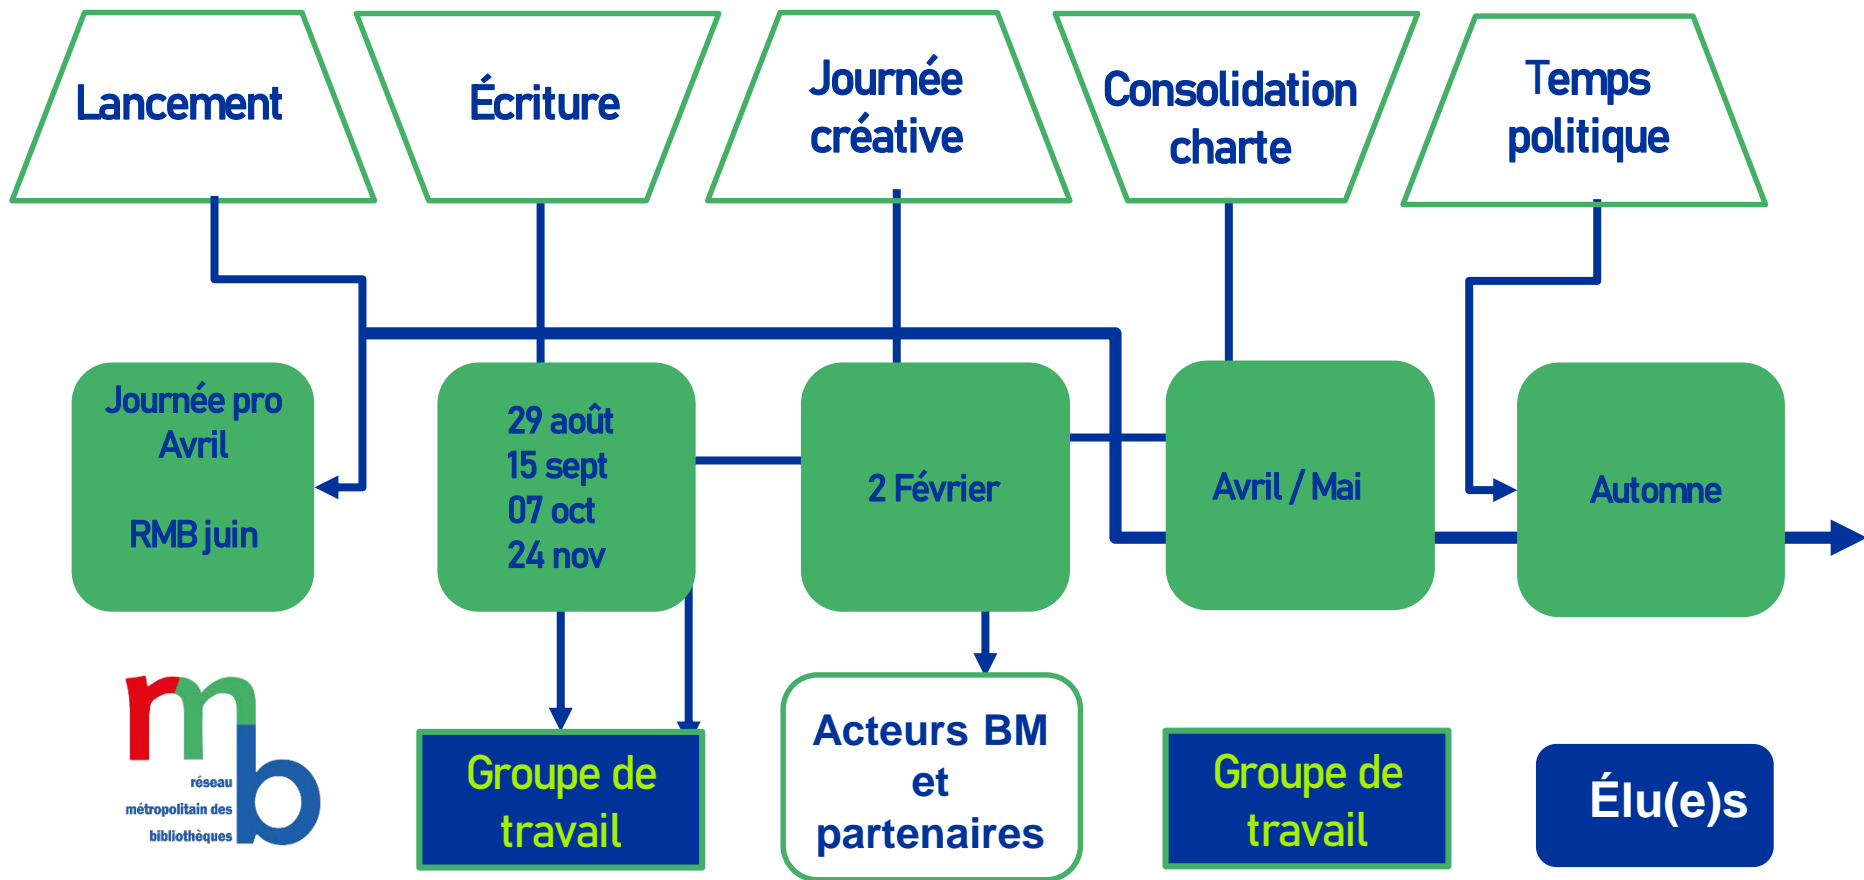 Lancement
Écriture
Journée
créative
Consolidation
charte
Temps
politique
Journée pro
Avril
RMB juin
29 août
15 sept
07 oct
24 nov
2 Février
Avril / Mai
Automne
rmb
réseau
métropolitain des
bibliothèques
Groupe de
travail
Acteurs BM
et
partenaires
Groupe de
travail
Élu(e)s